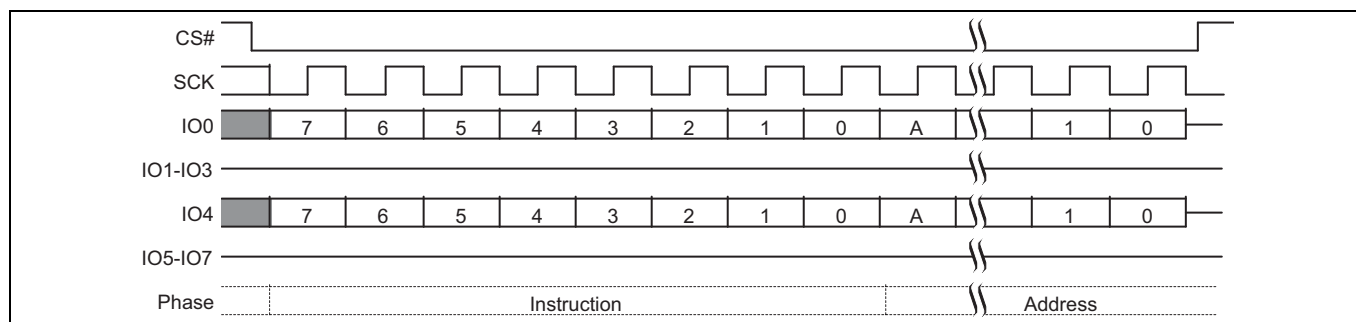 CS#
SCK
IO0 7 6 5 4 3 2 1 0 A 1 0
IO1-IO3
IO4 7 6 5 4 3 2 1 0 A 1 0
IO5-IO7
Phase Instruction Address